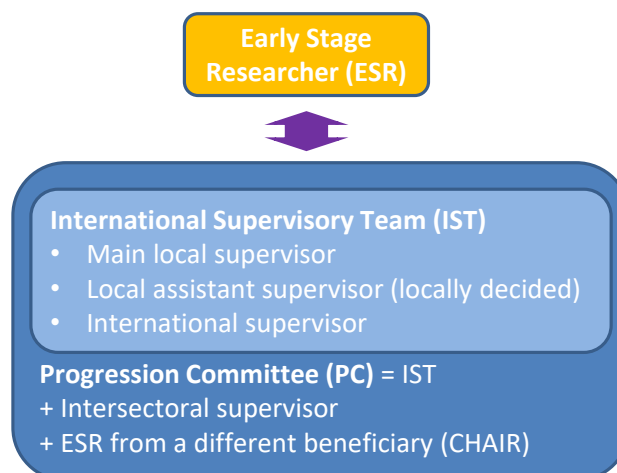 Early Stage
Researcher (ESR)
International Supervisory Team (IST)
• Main local supervisor
• Local assistant supervisor (locally decided)
• International supervisor
Progression Committee (PC) = IST
+ Intersectoral supervisor
+ ESR from a different beneficiary (CHAIR)